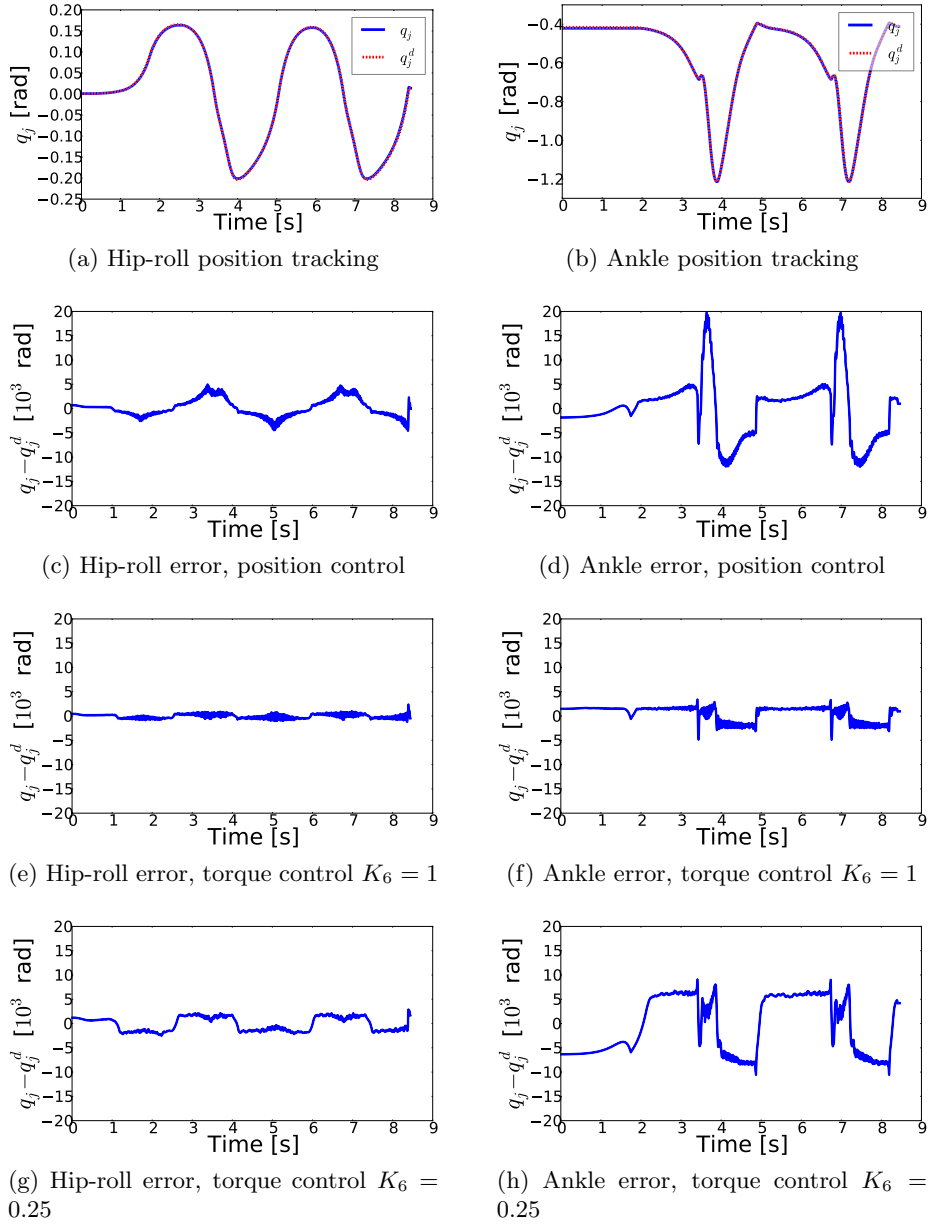 0.20
0.15
0.10
0.05
0.00
−0.05
−0.10
−0.15
−0.20
−0.25
q_j [rad]
q_j
q_j^d
0 1 2 3 4 5 6 7 8 9
Time [s]
(a) Hip-roll position tracking
−0.4
−0.6
−0.8
−1.0
−1.2
q_j [rad]
q_j
q_j^d
0 1 2 3 4 5 6 7 8 9
Time [s]
(b) Ankle position tracking
20
15
10
5
0
−5
−10
−15
−20
q_j − q_j^d [10^3 rad]
0 1 2 3 4 5 6 7 8 9
Time [s]
(c) Hip-roll error, position control
20
15
10
5
0
−5
−10
−15
−20
q_j − q_j^d [10^3 rad]
0 1 2 3 4 5 6 7 8 9
Time [s]
(d) Ankle error, position control
20
15
10
5
0
−5
−10
−15
−20
q_j − q_j^d [10^3 rad]
0 1 2 3 4 5 6 7 8 9
Time [s]
(e) Hip-roll error, torque control K_6 = 1
20
15
10
5
0
−5
−10
−15
−20
q_j − q_j^d [10^3 rad]
0 1 2 3 4 5 6 7 8 9
Time [s]
(f) Ankle error, torque control K_6 = 1
20
15
10
5
0
−5
−10
−15
−20
q_j − q_j^d [10^3 rad]
0 1 2 3 4 5 6 7 8 9
Time [s]
(g) Hip-roll error, torque control K_6 =
0.25
20
15
10
5
0
−5
−10
−15
−20
q_j − q_j^d [10^3 rad]
0 1 2 3 4 5 6 7 8 9
Time [s]
(h) Ankle error, torque control K_6 =
0.25